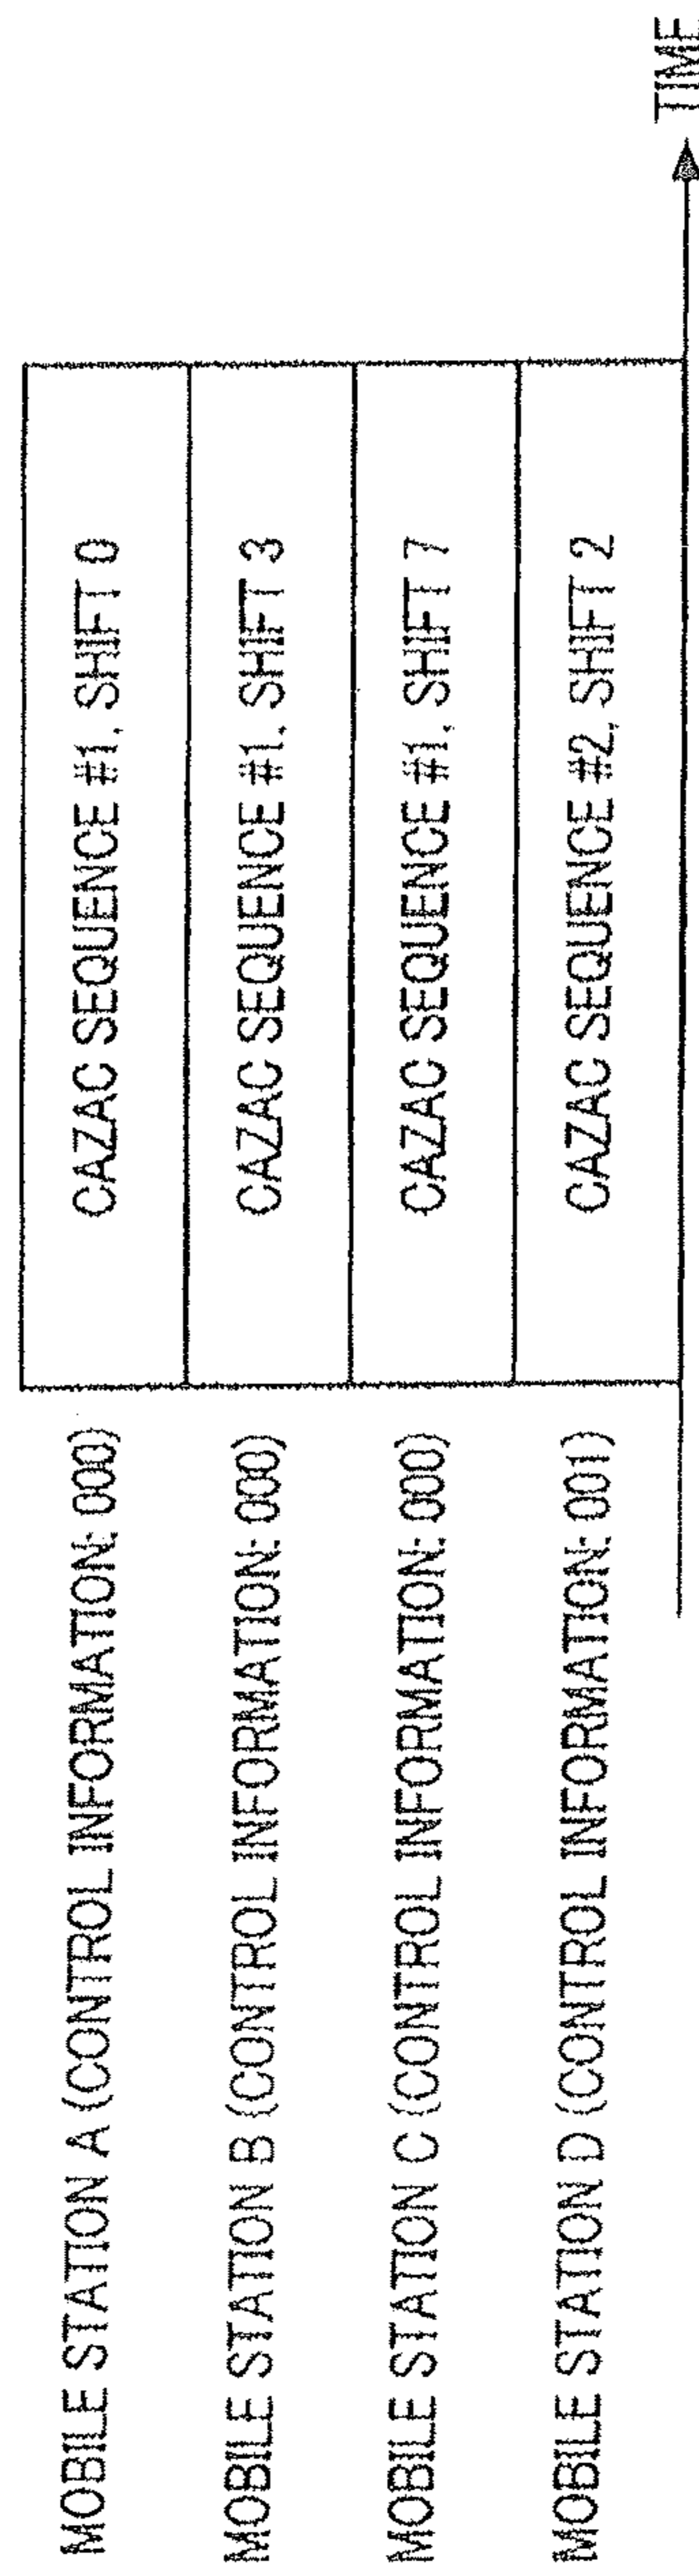 MOBILE STATION A (CONTROL INFORMATION: 000)
CAZAC SEQUENCE #1, SHIFT 0
MOBILE STATION B (CONTROL INFORMATION: 000)
CAZAC SEQUENCE #1, SHIFT 3
MOBILE STATION C (CONTROL INFORMATION: 000)
CAZAC SEQUENCE #1, SHIFT 7
MOBILE STATION D (CONTROL INFORMATION: 001)
CAZAC SEQUENCE #2, SHIFT 2
TIME